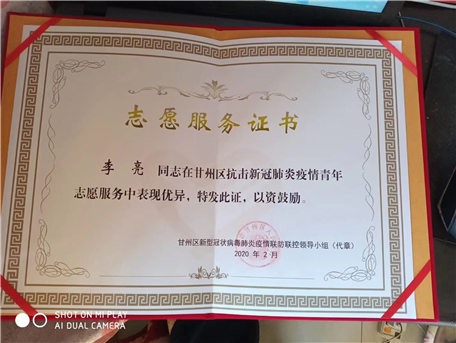 志愿服务证书
李亮 同志在甘州区抗击新冠肺炎疫情青年
志愿服务中表现优异，特发此证，以资鼓励。
甘州区新型冠状病毒肺炎疫情联防联控领导小组（代章）
2020 年 2 月
SHOT ON MI PLAY
AI DUAL CAMERA